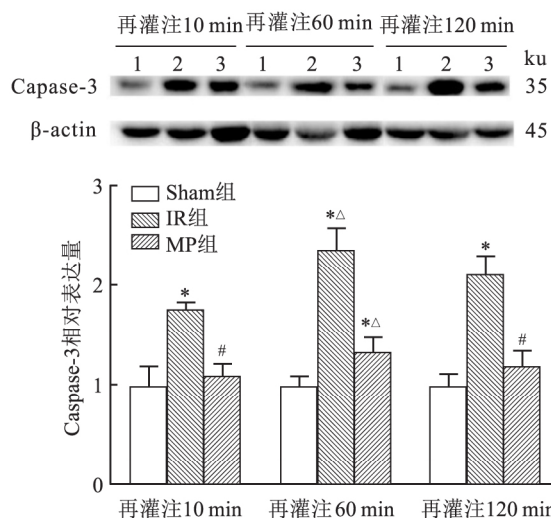 再灌注10 min 再灌注60 min 再灌注120 min
1 2 3 1 2 3 1 2 3 ku
Capase-3 35
β-actin 45
3
Sham组
IR组
MP组
*△
*
2
*
*△
#
#
1
0
Caspase-3相对表达量
再灌注10 min 再灌注60 min 再灌注120 min